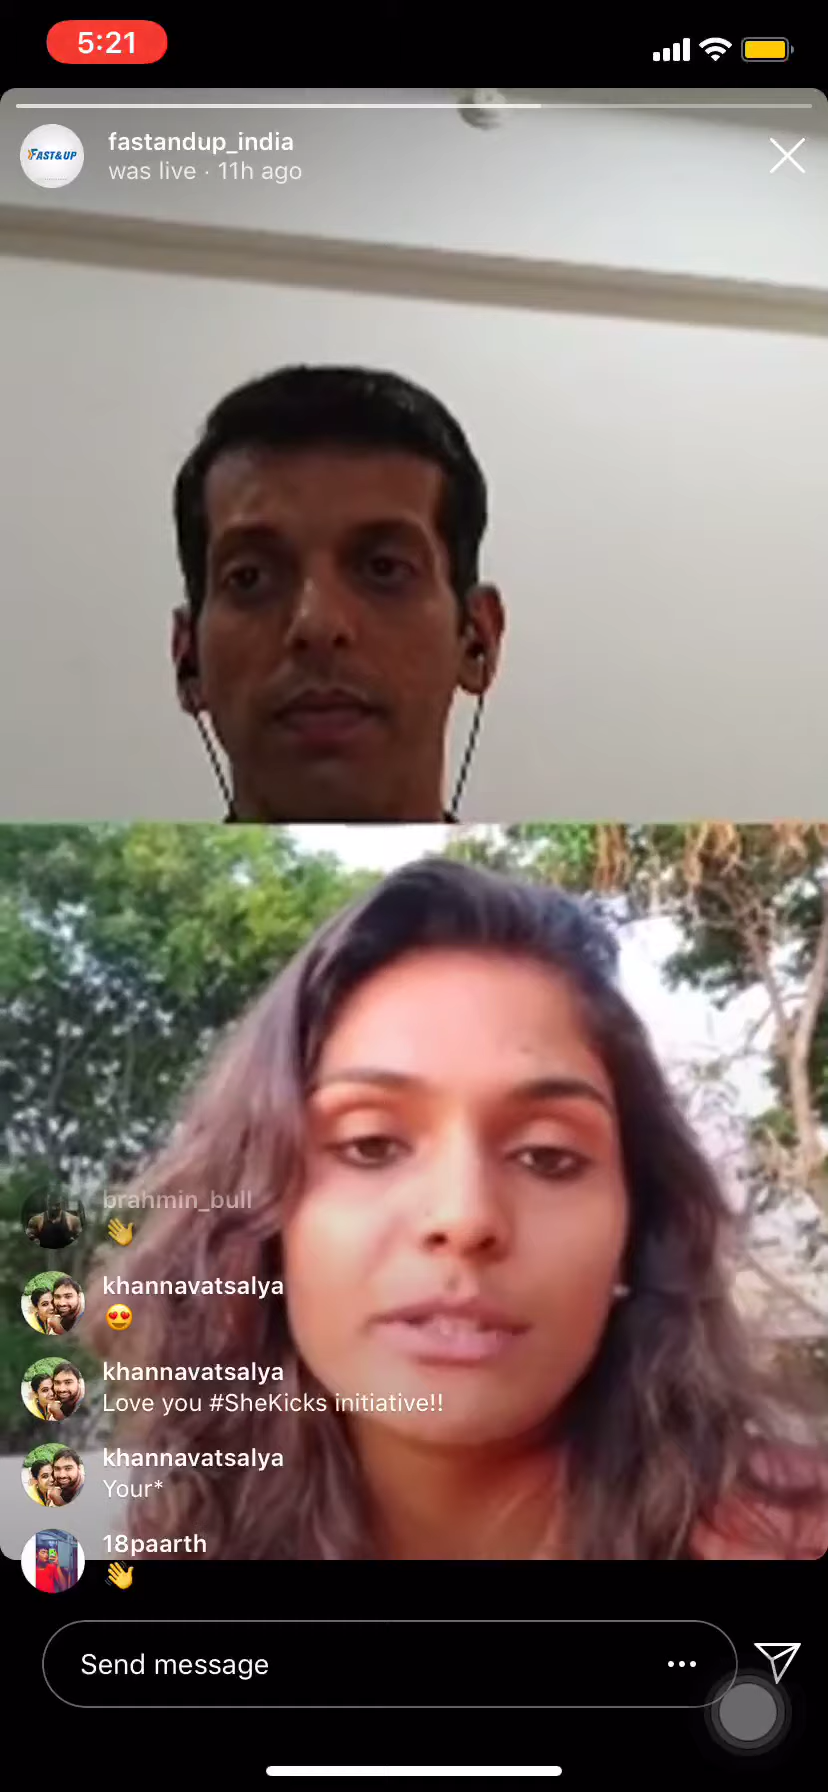 5:21
FAST&UP
fastandup_india
was live · 11h ago
brahmin_bull
👋
khannavatsalya
😍
khannavatsalya
Love you #SheKicks initiative!!
khannavatsalya
Your*
18paarth
👋
Send message